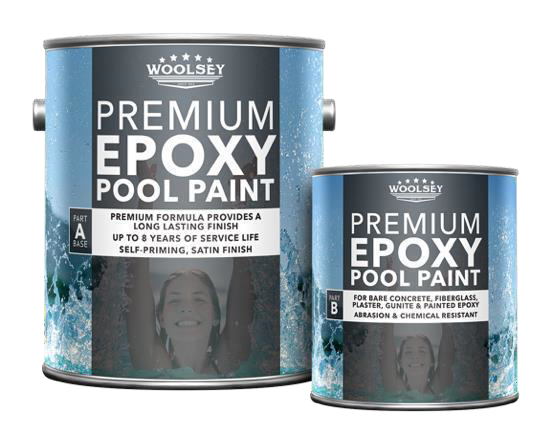 WOOLSEY
PREMIUM
EPOXY
POOL PAINT
PART
A
BASE
PREMIUM FORMULA PROVIDES A
LONG LASTING FINISH
UP TO 8 YEARS OF SERVICE LIFE
SELF-PRIMING, SATIN FINISH
WOOLSEY
PREMIUM
EPOXY
POOL PAINT
PART
B
FOR BARE CONCRETE, FIBERGLASS,
PLASTER, GUNITE & PAINTED EPOXY
ABRASION & CHEMICAL RESISTANT